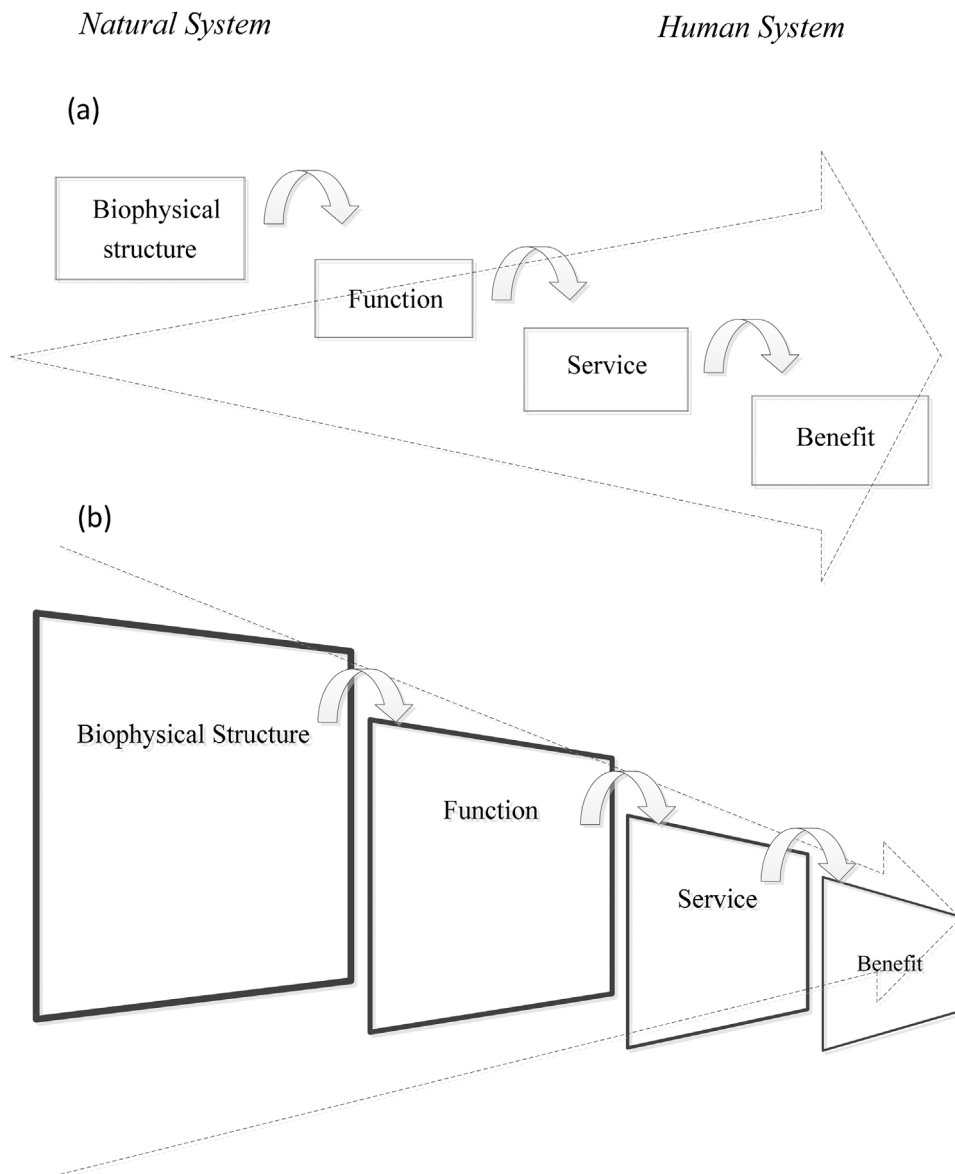 Natural System
Human System
(a)
Biophysical
structure
Function
Service
Benefit
(b)
Biophysical Structure
Function
Service
Benefit